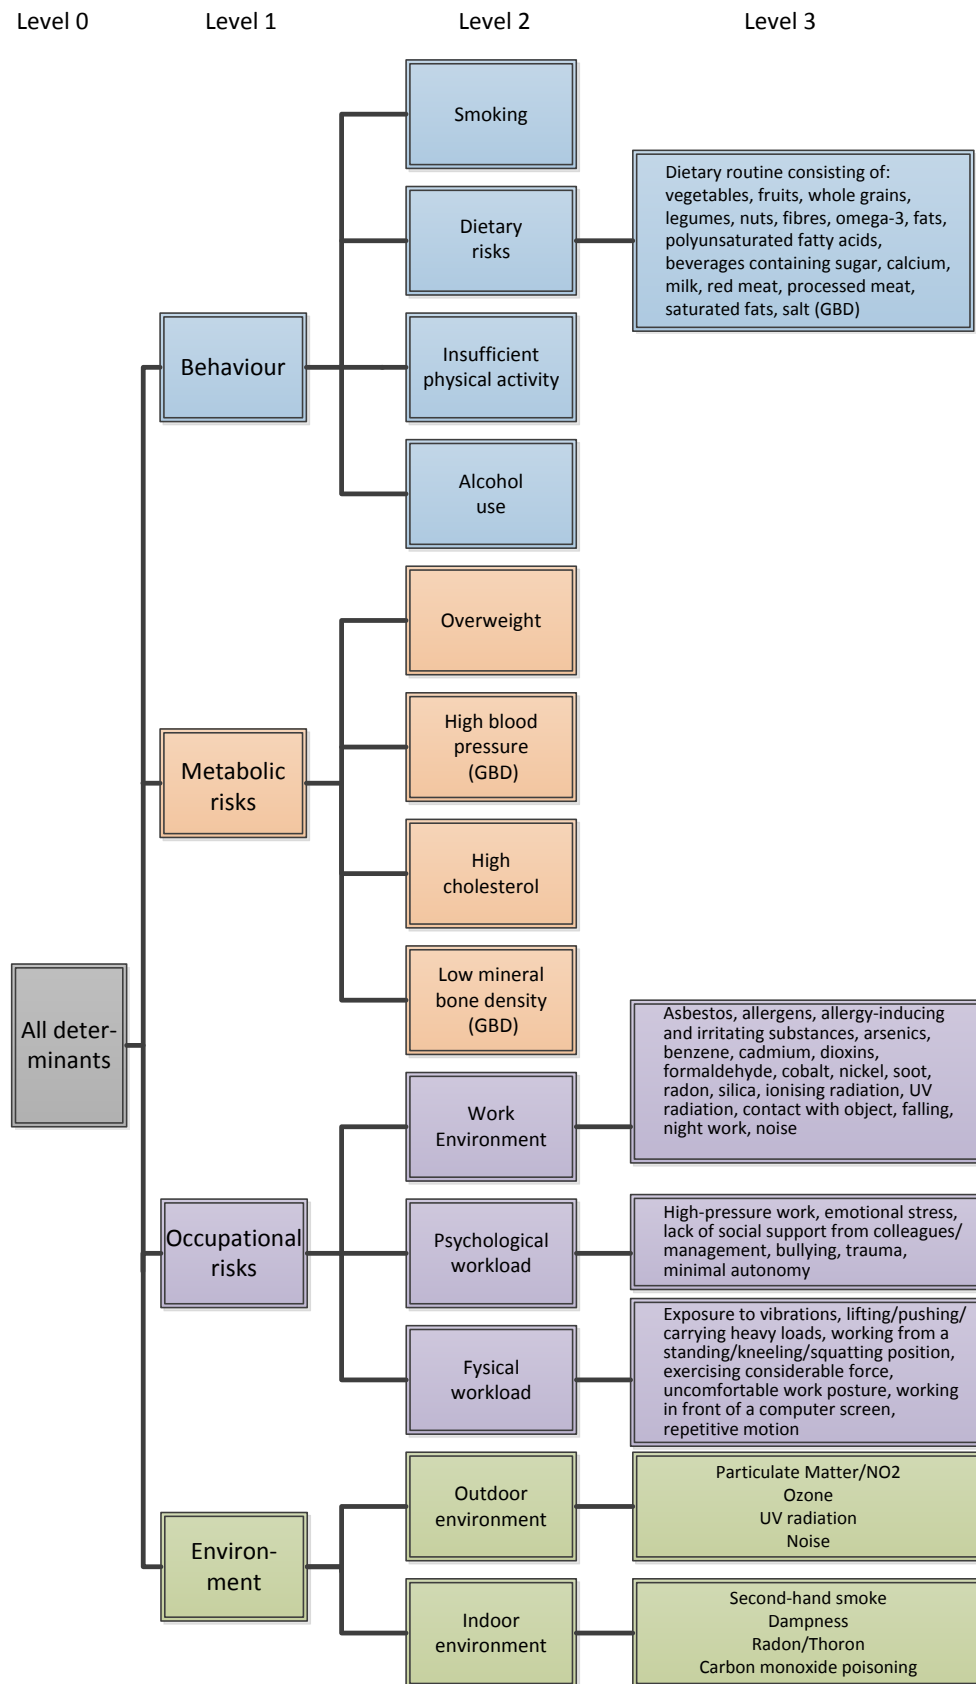 Level 0
Level 1
Level 2
Level 3
Smoking
Dietary
risks
Dietary routine consisting of:
vegetables, fruits, whole grains,
legumes, nuts, fibres, omega-3, fats,
polyunsaturated fatty acids,
beverages containing sugar, calcium,
milk, red meat, processed meat,
saturated fats, salt (GBD)
Behaviour
Insufficient
physical activity
Alcohol
use
Overweight
High blood
pressure
(GBD)
Metabolic
risks
High
cholesterol
Low mineral
bone density
(GBD)
All deter-
minants
Asbestos, allergens, allergy-inducing
and irritating substances, arsenics,
benzene, cadmium, dioxins,
formaldehyde, cobalt, nickel, soot,
radon, silica, ionising radiation, UV
radiation, contact with object, falling,
night work, noise
Work
Environment
Occupational
risks
Psychological
workload
High-pressure work, emotional stress,
lack of social support from colleagues/
management, bullying, trauma,
minimal autonomy
Fysical
workload
Exposure to vibrations, lifting/pushing/
carrying heavy loads, working from a
standing/kneeling/squatting position,
exercising considerable force,
uncomfortable work posture, working
in front of a computer screen,
repetitive motion
Outdoor
environment
Particulate Matter/NO2
Ozone
UV radiation
Noise
Environ-
ment
Indoor
environment
Second-hand smoke
Dampness
Radon/Thoron
Carbon monoxide poisoning